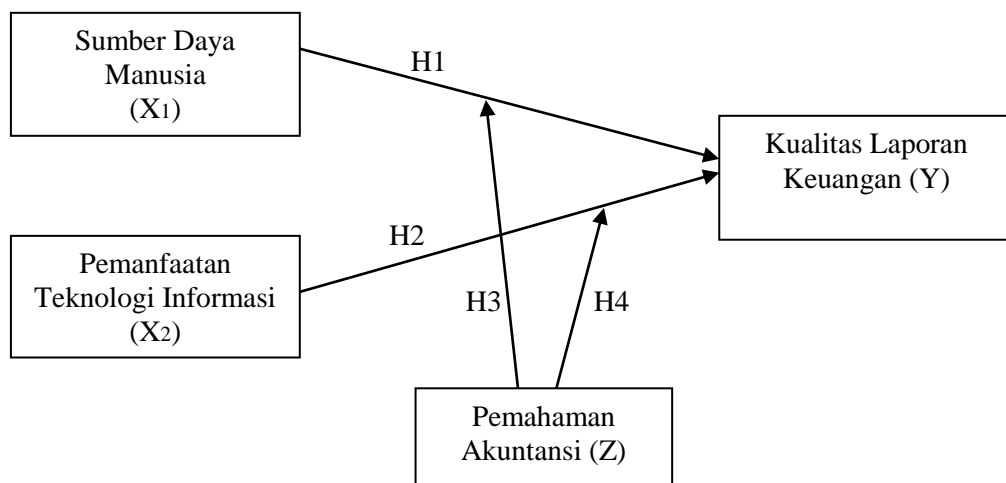 Sumber Daya
Manusia
(X1)
H1
Kualitas Laporan
Keuangan (Y)
H2
Pemanfaatan
Teknologi Informasi
(X2)
H3
H4
Pemahaman
Akuntansi (Z)